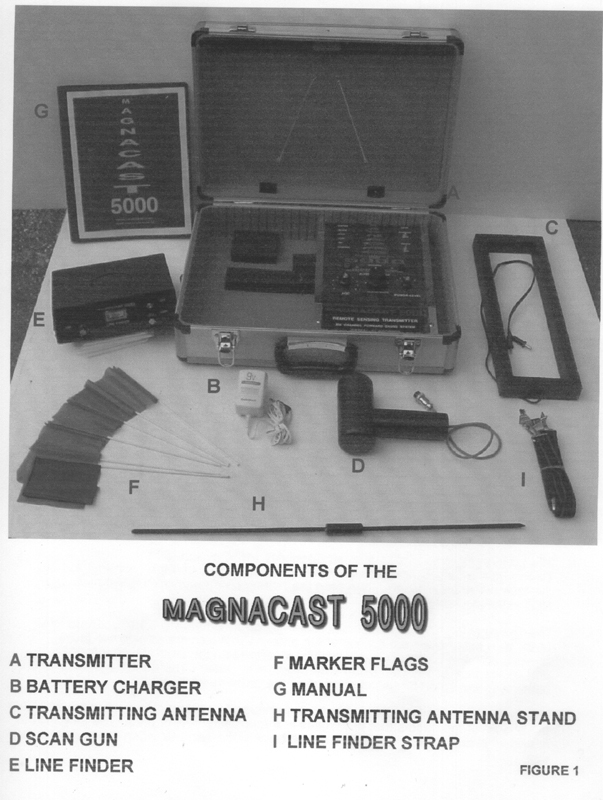 G
MAGNACAST
5000
A
C
REMOTE SENSING TRANSMITTER
E
B
D
I
F
H
COMPONENTS OF THE
MAGNACAST 5000
A TRANSMITTER
B BATTERY CHARGER
C TRANSMITTING ANTENNA
D SCAN GUN
E LINE FINDER
F MARKER FLAGS
G MANUAL
H TRANSMITTING ANTENNA STAND
I LINE FINDER STRAP
FIGURE 1